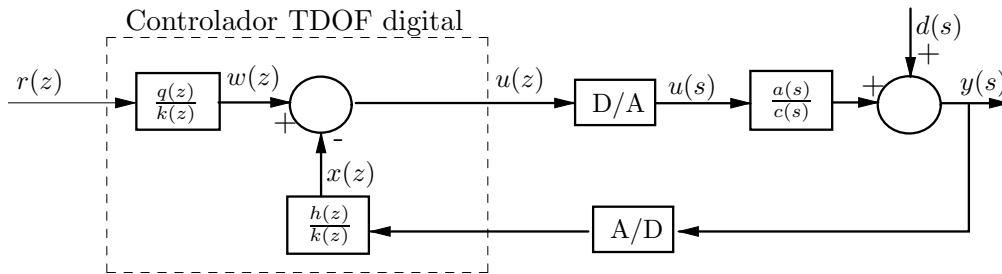 Controlador TDOF digital
d(s)
r(z)
q(z)
k(z)
w(z)
+
-
u(z)
D/A
u(s)
a(s)
c(s)
+
+
y(s)
x(z)
h(z)
k(z)
A/D